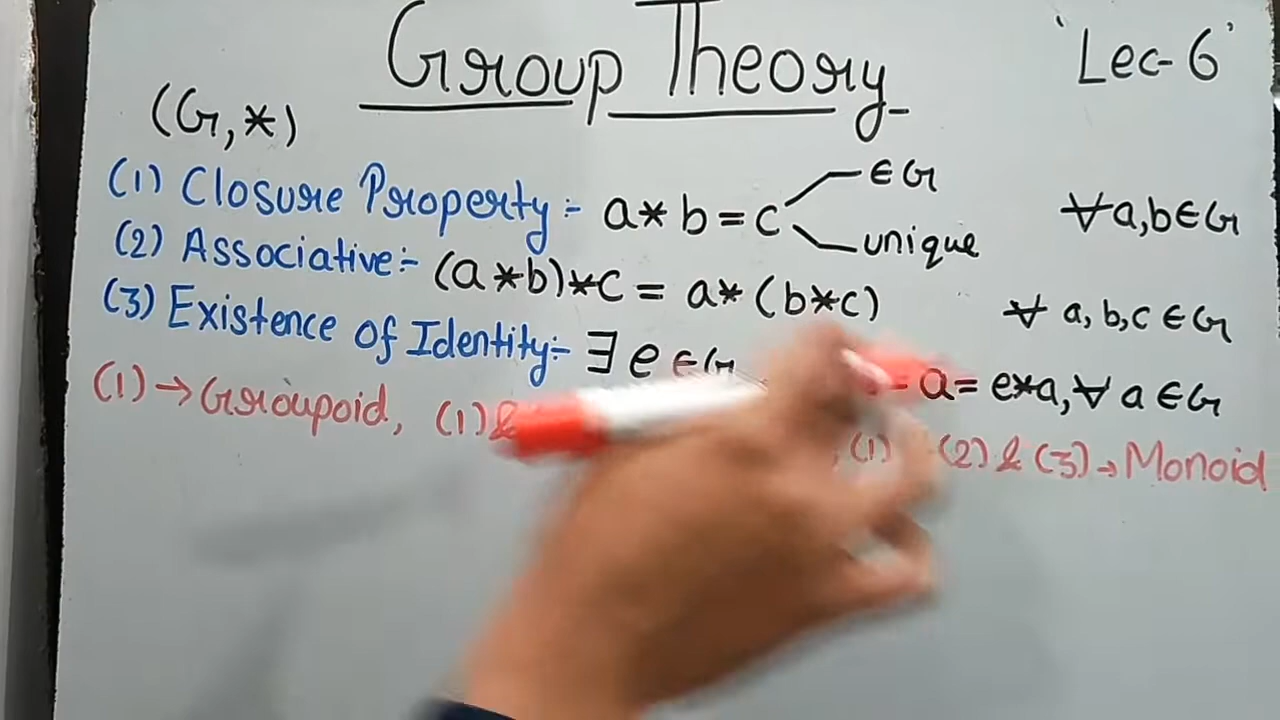 Group Theory
'Lec-6'
(G,*)
(1) Closure Property:- a*b=c ∈G ∀a,b∈G
unique
(2) Associative:- (a*b)*c = a*(b*c) ∀ a,b,c ∈G
(3) Existence of Identity:- ∃ e ∈G a= e*a,∀ a ∈G
(1)→Groupoid, (1)& (1) (2)&(3)→Monoid